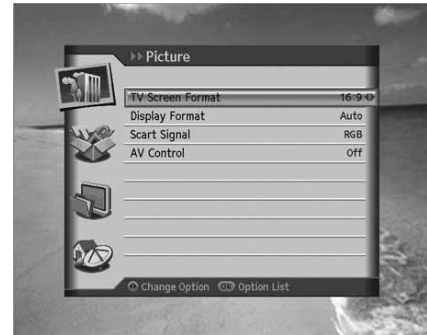 Picture
TV Screen Format 16:9
Display Format Auto
Scart Signal RGB
AV Control Off
Change Option OK Option List